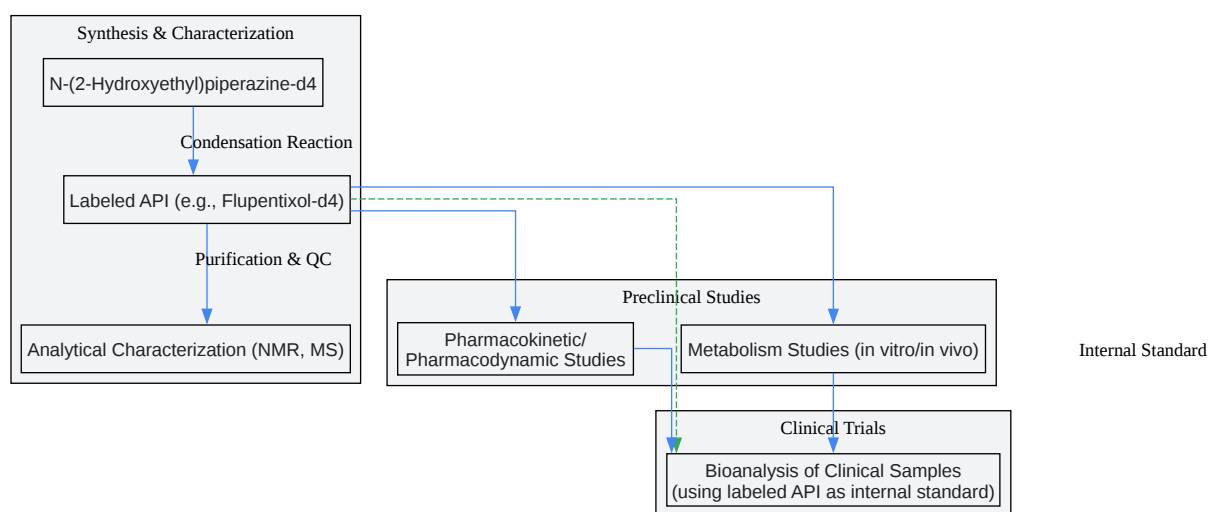 Synthesis & Characterization
N-(2-Hydroxyethyl)piperazine-d4
Condensation Reaction
Labeled API (e.g., Flupentixol-d4)
Purification & QC
Analytical Characterization (NMR, MS)
Preclinical Studies
Pharmacokinetic/
Pharmacodynamic Studies
Metabolism Studies (in vitro/in vivo)
Internal Standard
Clinical Trials
Bioanalysis of Clinical Samples
(using labeled API as internal standard)